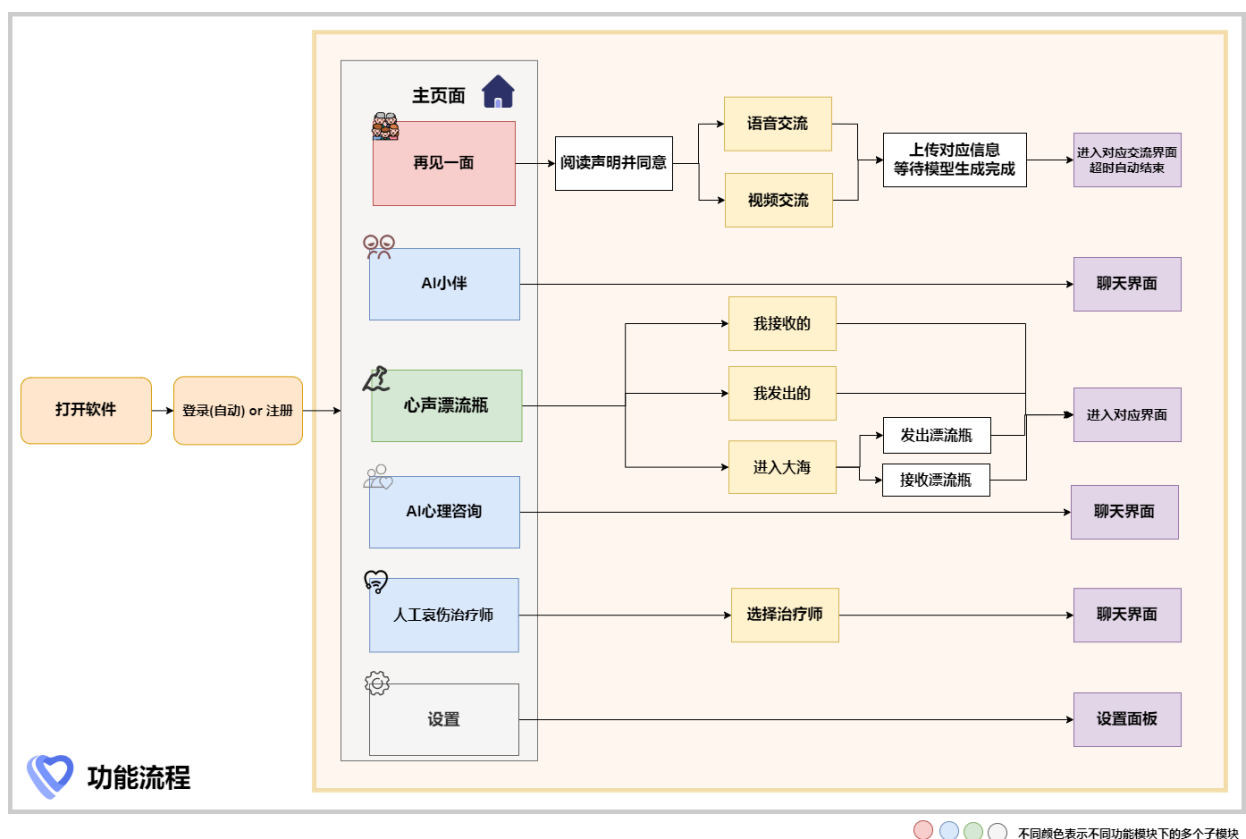 主页面
再见一面
阅读声明并同意
语音交流
视频交流
上传对应信息
等待模型生成完成
进入对应交流界面
超时自动结束
AI小伴
聊天界面
打开软件
登录(自动) or 注册
心声漂流瓶
我接收的
我发出的
进入大海
发出漂流瓶
接收漂流瓶
进入对应界面
AI心理咨询
聊天界面
人工哀伤治疗师
选择治疗师
聊天界面
设置
设置面板
功能流程
不同颜色表示不同功能模块下的多个子模块